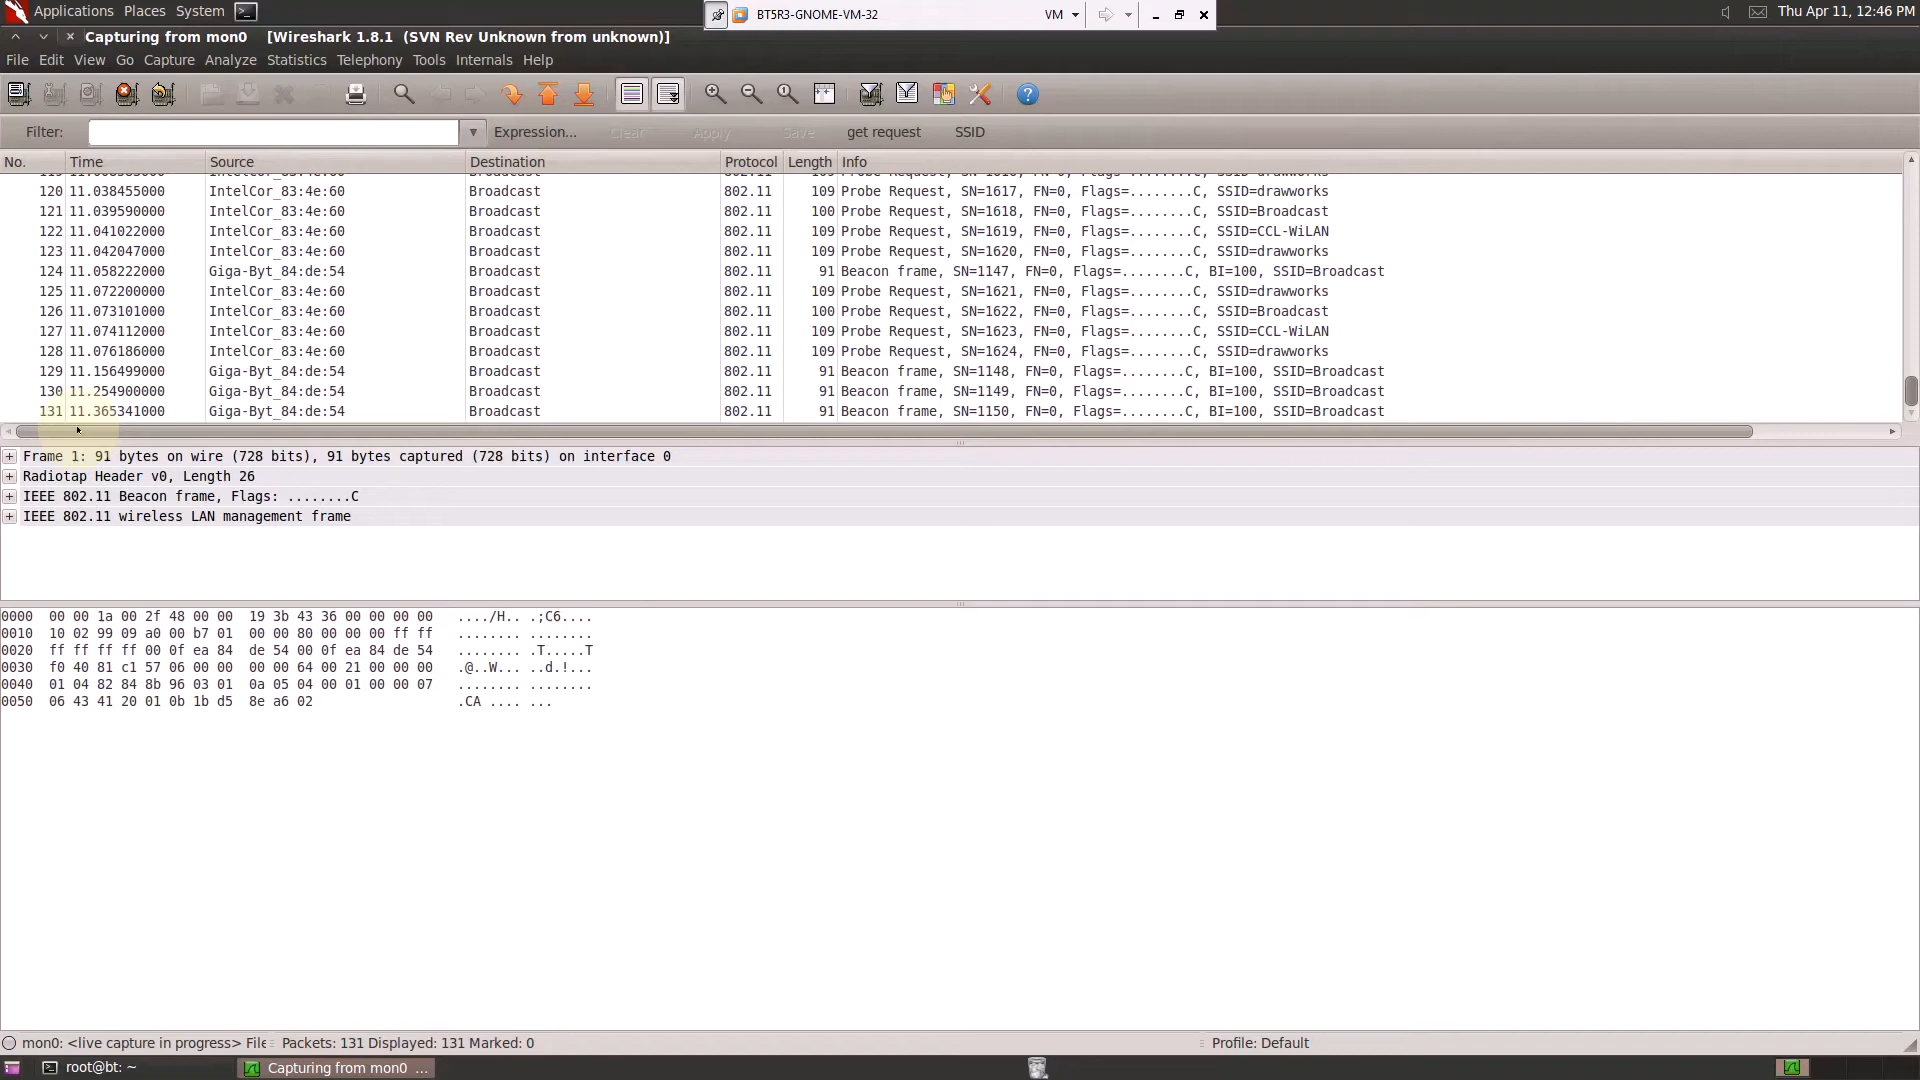 Applications Places System
BT5R3-GNOME-VM-32 VM
Thu Apr 11, 12:46 PM
Capturing from mon0 [Wireshark 1.8.1 (SVN Rev Unknown from unknown)]
File Edit View Go Capture Analyze Statistics Telephony Tools Internals Help
Filter: Expression... Clear Apply Save get request SSID
No. Time Source Destination Protocol Length Info
120 11.038455000 IntelCor_83:4e:60 Broadcast 802.11 109 Probe Request, SN=1617, FN=0, Flags=........C, SSID=drawworks
121 11.039590000 IntelCor_83:4e:60 Broadcast 802.11 100 Probe Request, SN=1618, FN=0, Flags=........C, SSID=Broadcast
122 11.041022000 IntelCor_83:4e:60 Broadcast 802.11 109 Probe Request, SN=1619, FN=0, Flags=........C, SSID=CCL-WiLAN
123 11.042047000 IntelCor_83:4e:60 Broadcast 802.11 109 Probe Request, SN=1620, FN=0, Flags=........C, SSID=drawworks
124 11.058222000 Giga-Byt_84:de:54 Broadcast 802.11 91 Beacon frame, SN=1147, FN=0, Flags=........C, BI=100, SSID=Broadcast
125 11.072200000 IntelCor_83:4e:60 Broadcast 802.11 109 Probe Request, SN=1621, FN=0, Flags=........C, SSID=drawworks
126 11.073101000 IntelCor_83:4e:60 Broadcast 802.11 100 Probe Request, SN=1622, FN=0, Flags=........C, SSID=Broadcast
127 11.074112000 IntelCor_83:4e:60 Broadcast 802.11 109 Probe Request, SN=1623, FN=0, Flags=........C, SSID=CCL-WiLAN
128 11.076186000 IntelCor_83:4e:60 Broadcast 802.11 109 Probe Request, SN=1624, FN=0, Flags=........C, SSID=drawworks
129 11.156499000 Giga-Byt_84:de:54 Broadcast 802.11 91 Beacon frame, SN=1148, FN=0, Flags=........C, BI=100, SSID=Broadcast
130 11.254900000 Giga-Byt_84:de:54 Broadcast 802.11 91 Beacon frame, SN=1149, FN=0, Flags=........C, BI=100, SSID=Broadcast
131 11.365341000 Giga-Byt_84:de:54 Broadcast 802.11 91 Beacon frame, SN=1150, FN=0, Flags=........C, BI=100, SSID=Broadcast
Frame 1: 91 bytes on wire (728 bits), 91 bytes captured (728 bits) on interface 0
Radiotap Header v0, Length 26
IEEE 802.11 Beacon frame, Flags: ........C
IEEE 802.11 wireless LAN management frame
0000 00 00 1a 00 2f 48 00 00 19 3b 43 36 00 00 00 00 ..../H.. .;C6....
0010 10 02 99 09 a0 00 b7 01 00 00 80 00 00 00 ff ff ........ ........
0020 ff ff ff ff 00 0f ea 84 de 54 00 0f ea 84 de 54 ........ .T.....T
0030 f0 40 81 c1 57 06 00 00 00 00 64 00 21 00 00 00 .@..W... ..d.!...
0040 01 04 82 84 8b 96 03 01 0a 05 04 00 01 00 00 07 ........ ........
0050 06 43 41 20 01 0b 1b d5 8e a6 02 .CA .... ...
mon0: <live capture in progress> File Packets: 131 Displayed: 131 Marked: 0 Profile: Default
root@bt: ~ Capturing from mon0 ...